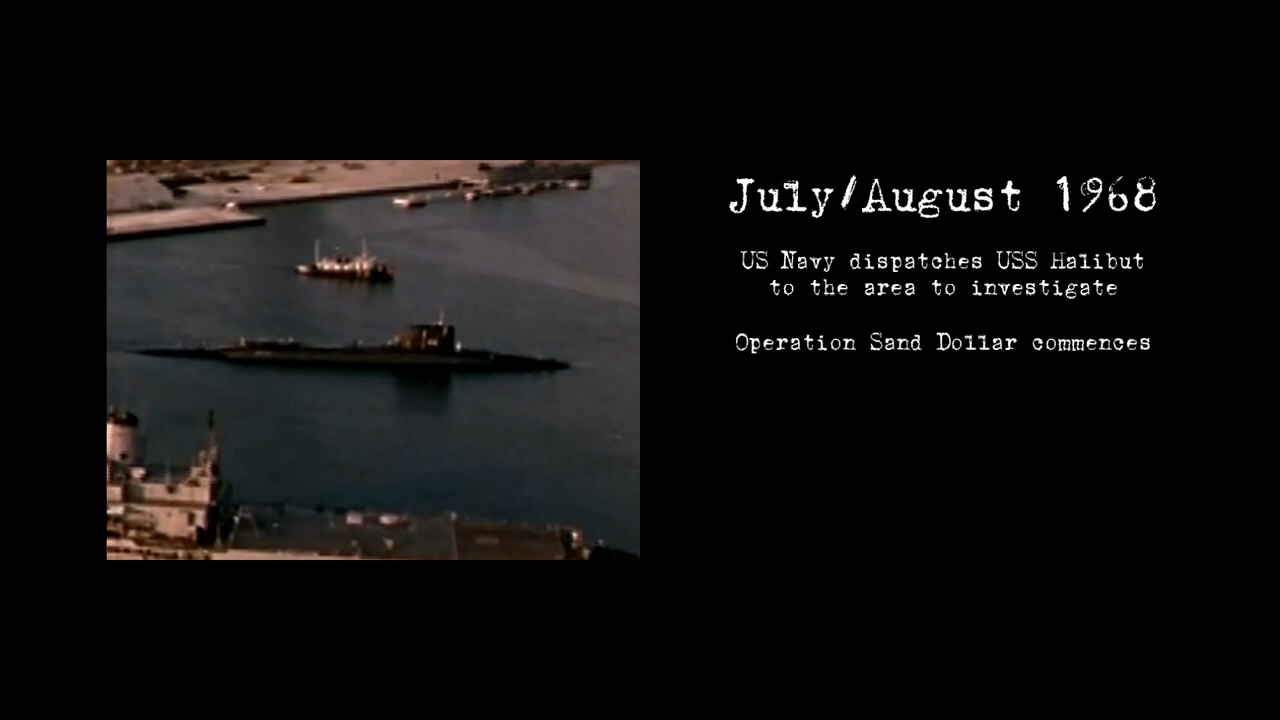 July/August 1968
US Navy dispatches USS Halibut
to the area to investigate
Operation Sand Dollar commences